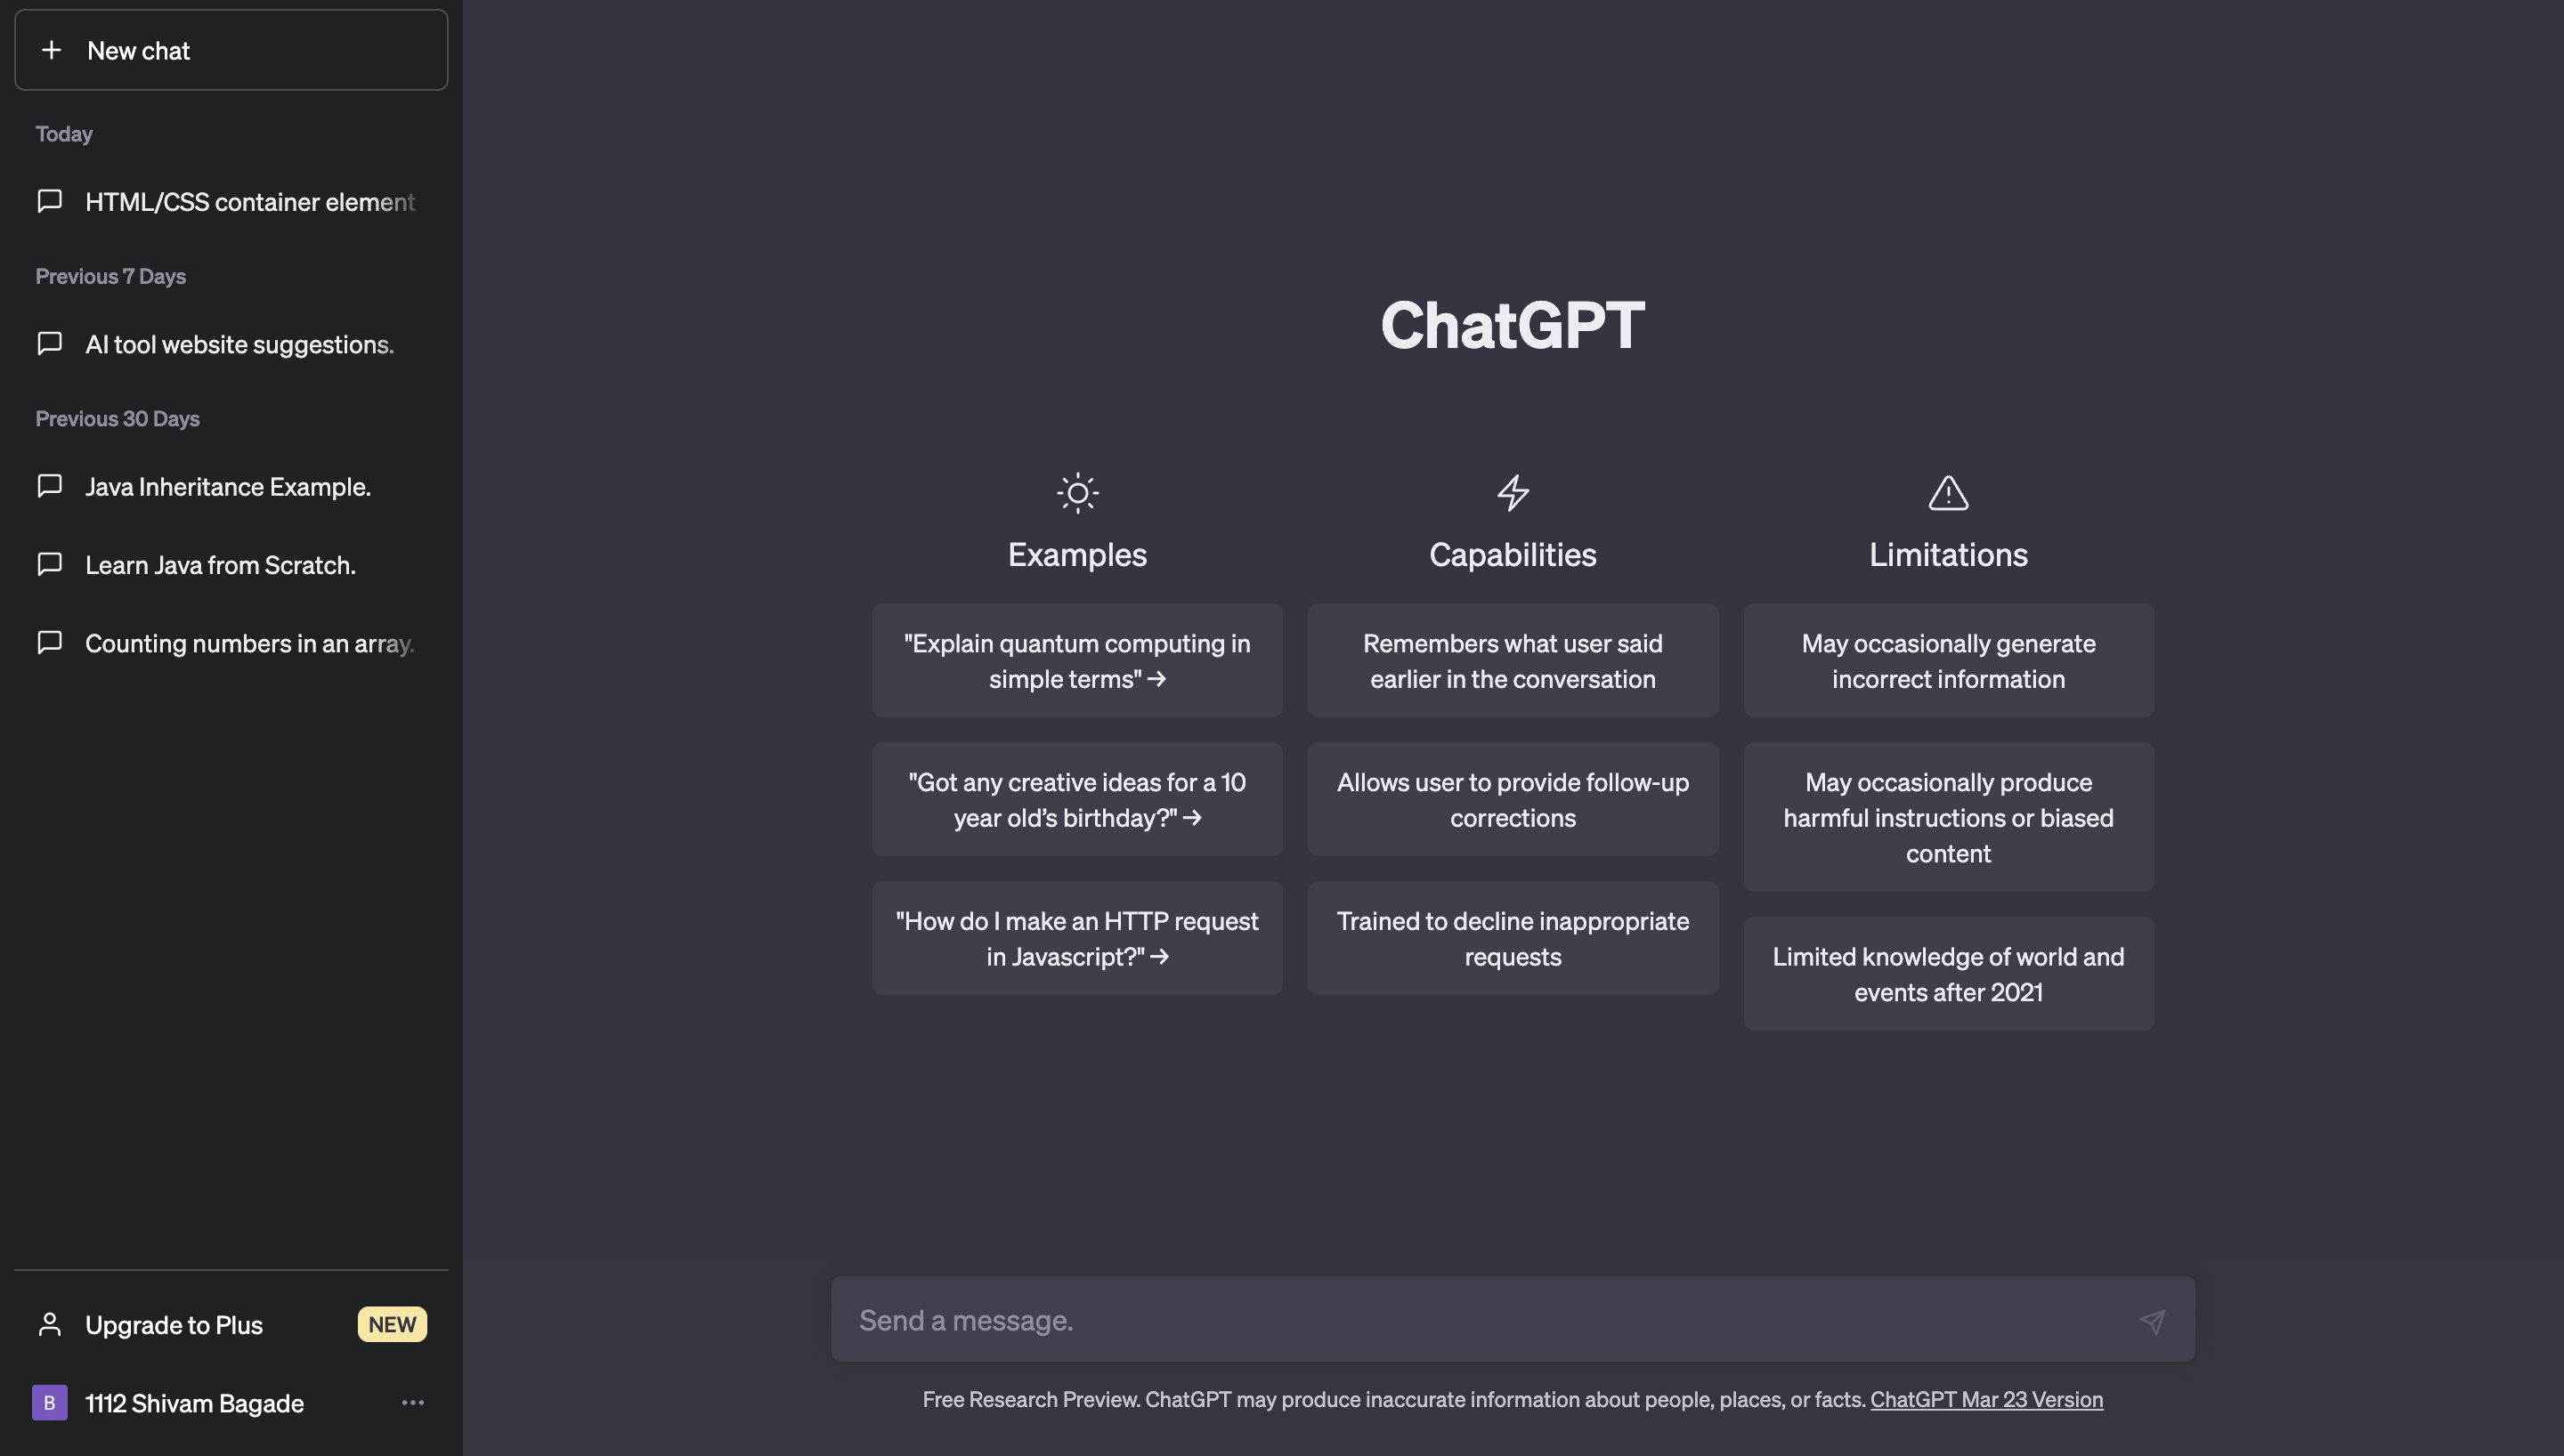 New chat
Today
HTML/CSS container element
Previous 7 Days
AI tool website suggestions.
Previous 30 Days
Java Inheritance Example.
Learn Java from Scratch.
Counting numbers in an array.
Upgrade to Plus NEW
B 1112 Shivam Bagade
ChatGPT
Examples
"Explain quantum computing in
simple terms" →
"Got any creative ideas for a 10
year old’s birthday?" →
"How do I make an HTTP request
in Javascript?" →
Capabilities
Remembers what user said
earlier in the conversation
Allows user to provide follow-up
corrections
Trained to decline inappropriate
requests
Limitations
May occasionally generate
incorrect information
May occasionally produce
harmful instructions or biased
content
Limited knowledge of world and
events after 2021
Send a message.
Free Research Preview. ChatGPT may produce inaccurate information about people, places, or facts. ChatGPT Mar 23 Version